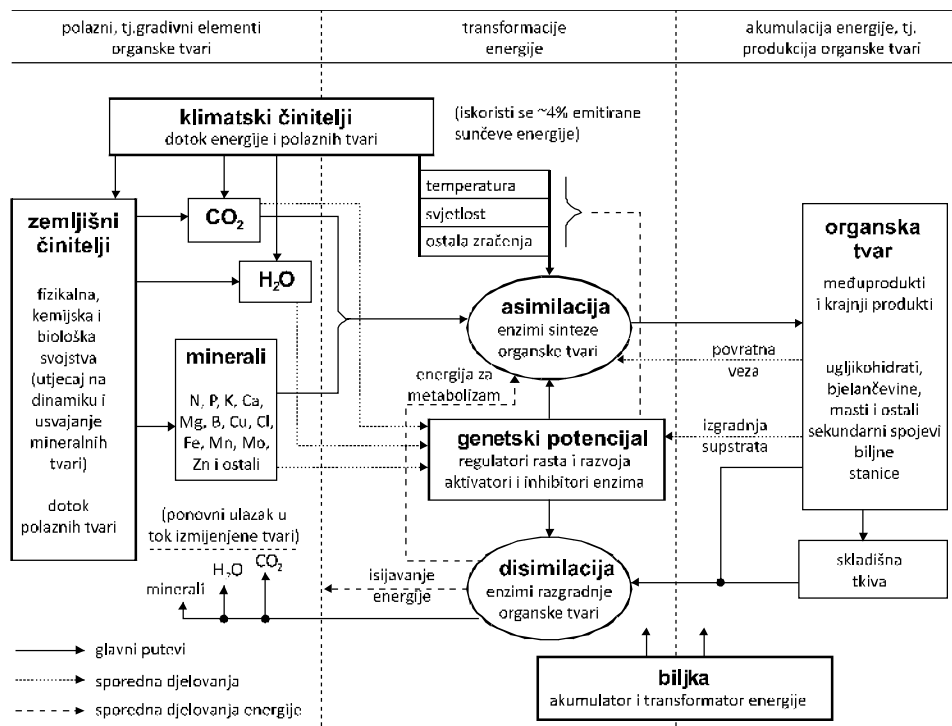 polazni, tj.gradivni elementi
organske tvari
transformacije
energije
akumulacija energije, tj.
produkcija organske tvari
klimatski činitelji
dotok energije i polaznih tvari
(iskoristi se ~4% emitirane
sunčeve energije)
temperatura
svjetlost
ostala zračenja
zemljišni
činitelji
fizikalna,
kemijska i
biološka
svojstva
(utjecaj na
dinamiku i
usvajanje
mineralnih
tvari)
dotok
polaznih tvari
CO2
H2O
minerali
N, P, K, Ca,
Mg, B, Cu, Cl,
Fe, Mn, Mo,
Zn i ostali
asimilacija
enzimi sinteze
organske tvari
energija za
metabolizam
povratna
veza
izgradnja
supstrata
genetski potencijal
regulatori rasta i razvoja
aktivatori i inhibitori enzima
organska
tvar
međuprodukti
i krajnji produkti
ugljikohidrati,
bjelančevine,
masti i ostali
sekundarni spojevi
biljne
stanice
skladišna
tkiva
(ponovni ulazak u
tok izmijenjene tvari)
minerali
H2O
CO2
isijavanje
energije
disimilacija
enzimi razgradnje
organske tvari
biljka
akumulator i transformator energije
glavni putevi
sporedna djelovanja
sporedna djelovanja energije